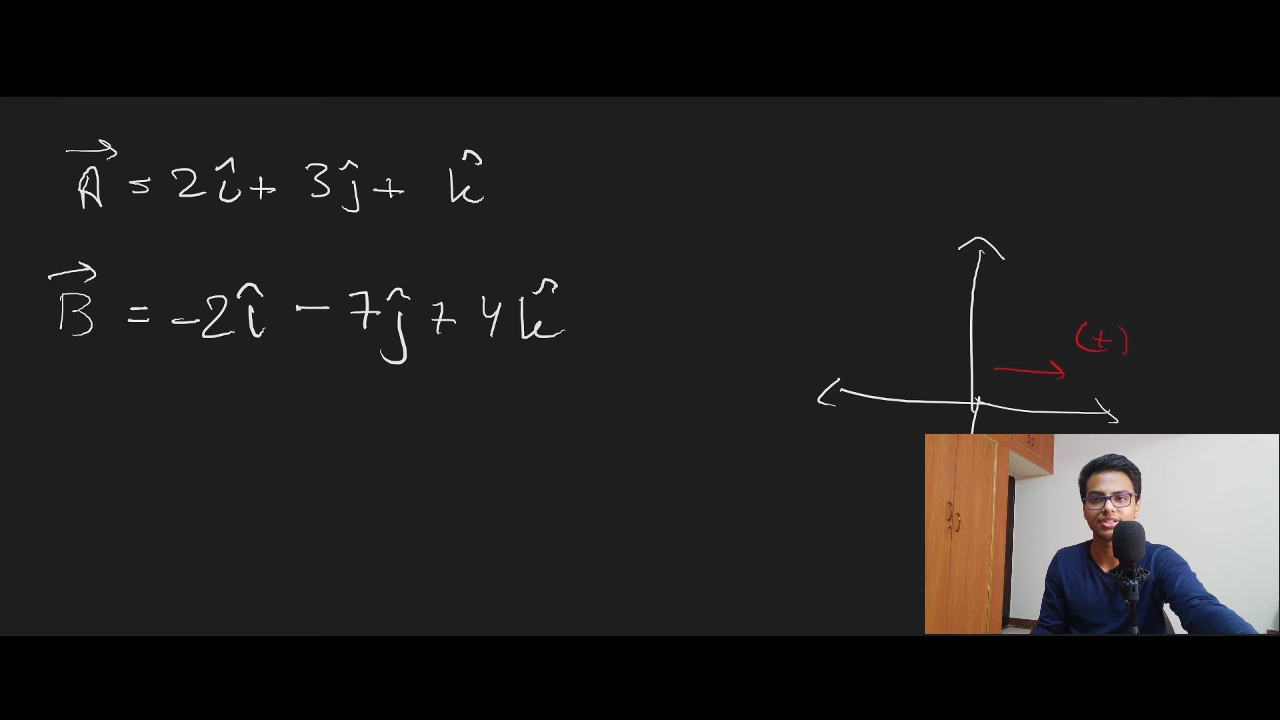 A⃗ = 2î + 3ĵ + k̂
B⃗ = -2î - 7ĵ + 4k̂
(+)